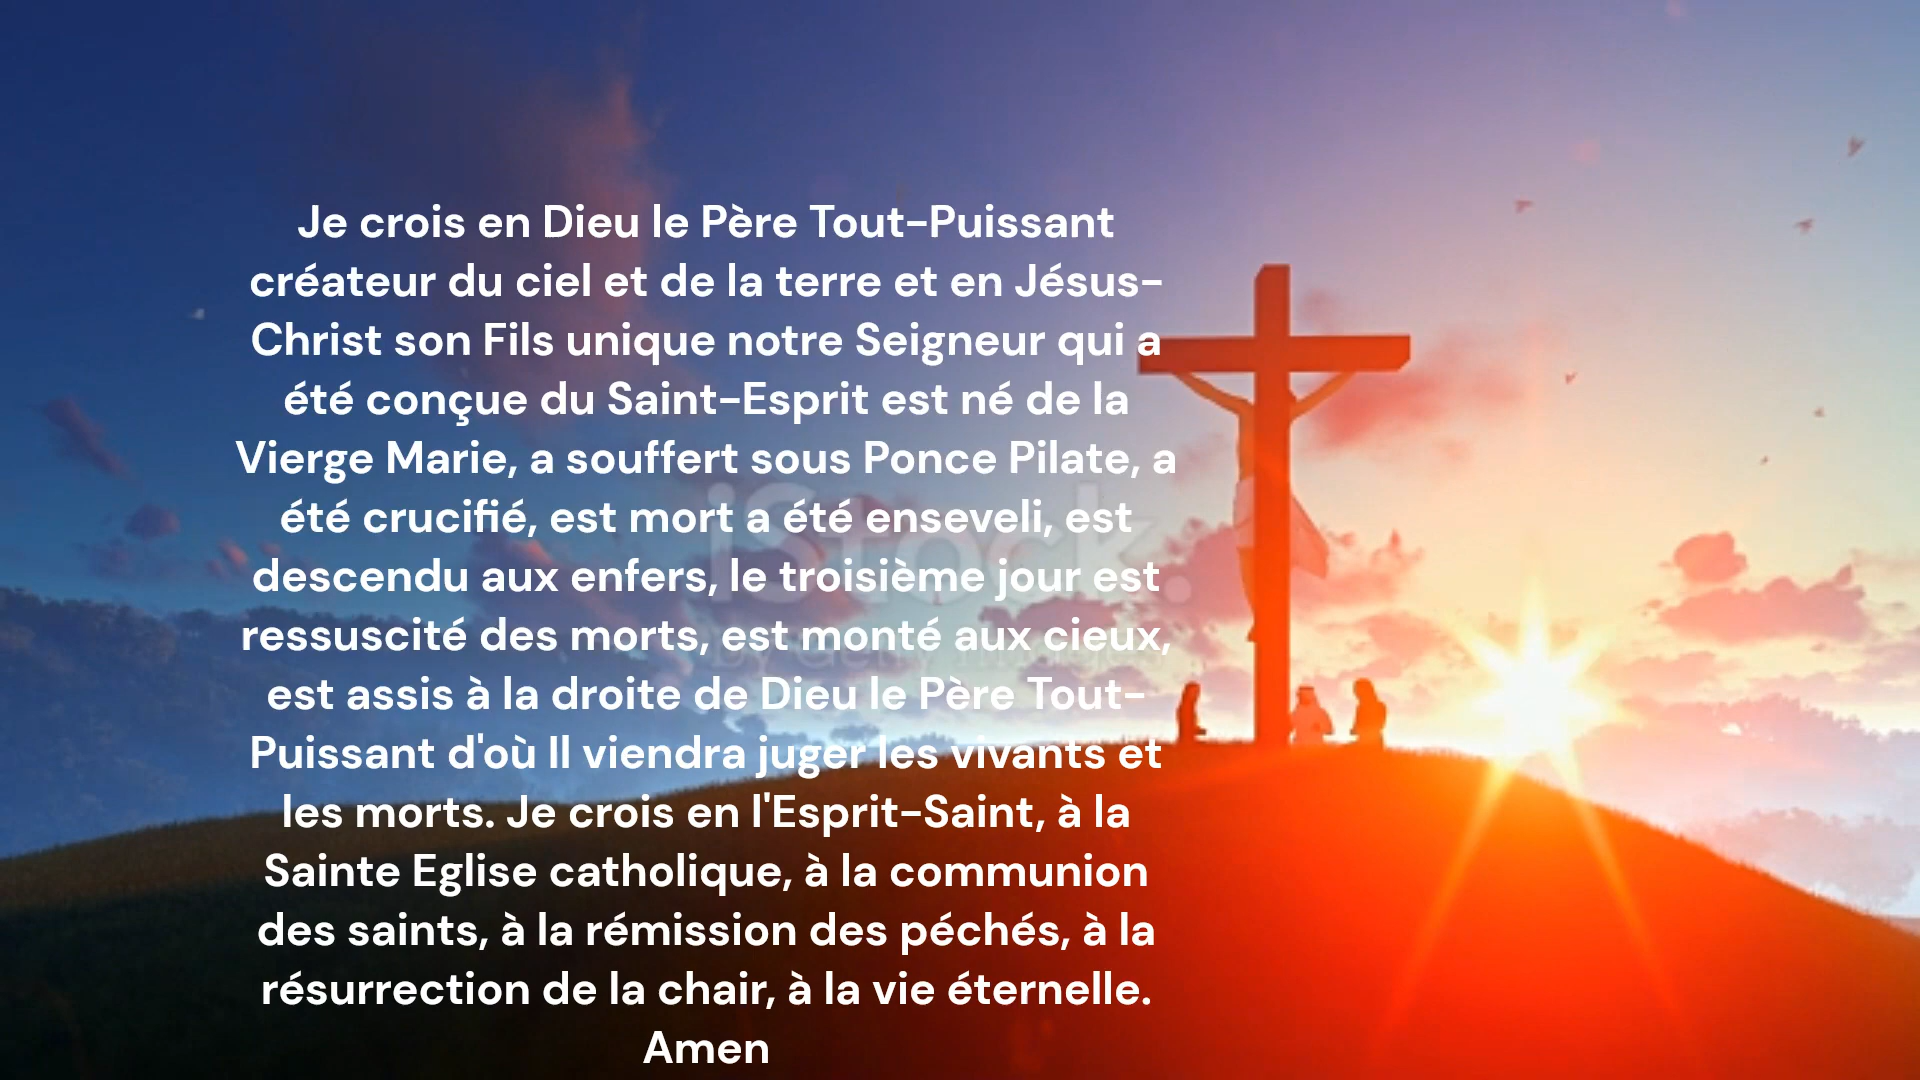 Je crois en Dieu le Père Tout-Puissant
créateur du ciel et de la terre et en Jésus-
Christ son Fils unique notre Seigneur qui a
été conçue du Saint-Esprit est né de la
Vierge Marie, a souffert sous Ponce Pilate, a
été crucifié, est mort a été enseveli, est
descendu aux enfers, le troisième jour est
ressuscité des morts, est monté aux cieux,
est assis à la droite de Dieu le Père Tout-
Puissant d'où Il viendra juger les vivants et
les morts. Je crois en l'Esprit-Saint, à la
Sainte Eglise catholique, à la communion
des saints, à la rémission des péchés, à la
résurrection de la chair, à la vie éternelle.
Amen
iStock.
by Getty Images